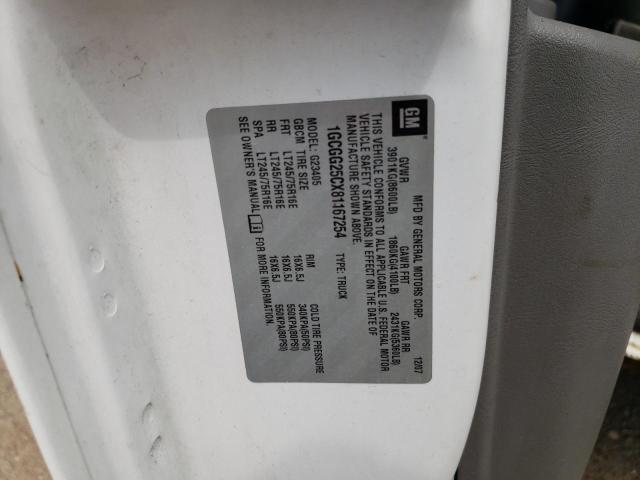 GM
MFD BY GENERAL MOTORS CORP. 12/07
GVWR GAWR FRT GAWR RR
3901KG(8600LB) 1860KG(4100LB) 2431KG(5360LB)
THIS VEHICLE CONFORMS TO ALL APPLICABLE U.S. FEDERAL MOTOR
VEHICLE SAFETY STANDARDS IN EFFECT ON THE DATE OF
MANUFACTURE SHOWN ABOVE.
1GCGG25CX81167254 TYPE: TRUCK
MODEL: G23405
GBCM TIRE SIZE RIM COLD TIRE PRESSURE
FRT LT245/75R16E 16X6.5J 340KPA(50PSI)
RR LT245/75R16E 16X6.5J 550KPA(80PSI)
SPA LT245/75R16E 16X6.5J 550KPA(80PSI)
SEE OWNER'S MANUAL FOR MORE INFORMATION.